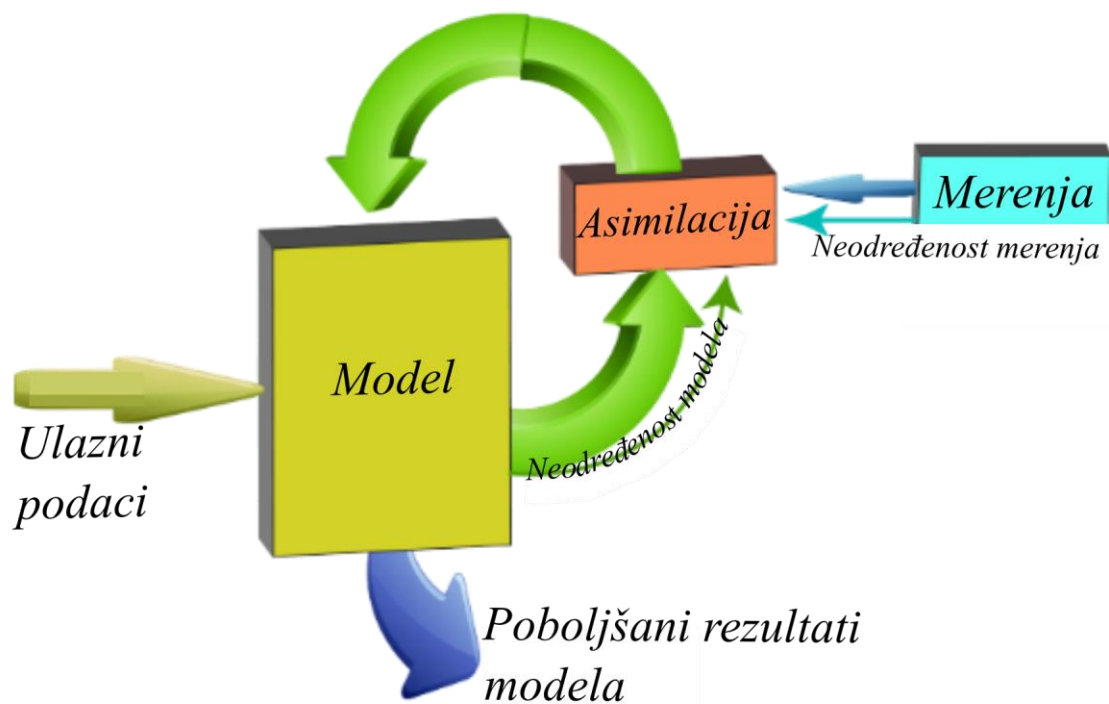 Asimilacija
Merenja
Neodređenost merenja
Model
Neodređenost modela
Ulazni
podaci
Poboljšani rezultati
modela